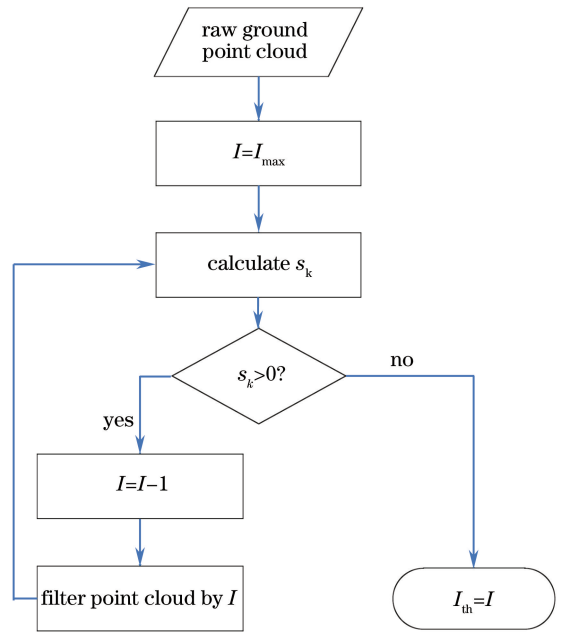 raw ground
point cloud
I=Imax
calculate sk
sk>0?
no
yes
I=I−1
filter point cloud by I
Ith=I